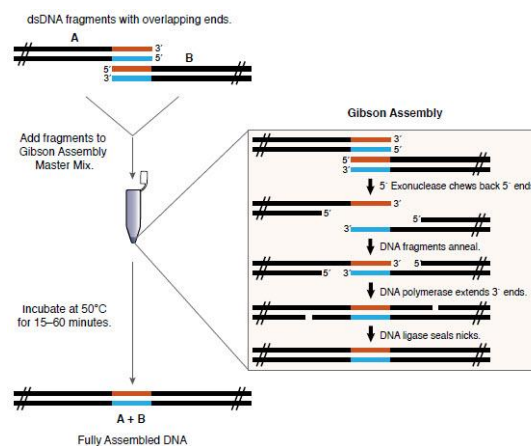 dsDNA fragments with overlapping ends.
A
3´
5´
5´
B
3´
Add fragments to
Gibson Assembly
Master Mix.
Incubate at 50°C
for 15–60 minutes.
A + B
Fully Assembled DNA
Gibson Assembly
3´
5´
5´
3´
5´ Exonuclease chews back 5´ ends
3´
5´
5´
3´
DNA fragments anneal.
3´
5´
5´
3´
DNA polymerase extends 3´ ends.
DNA ligase seals nicks.